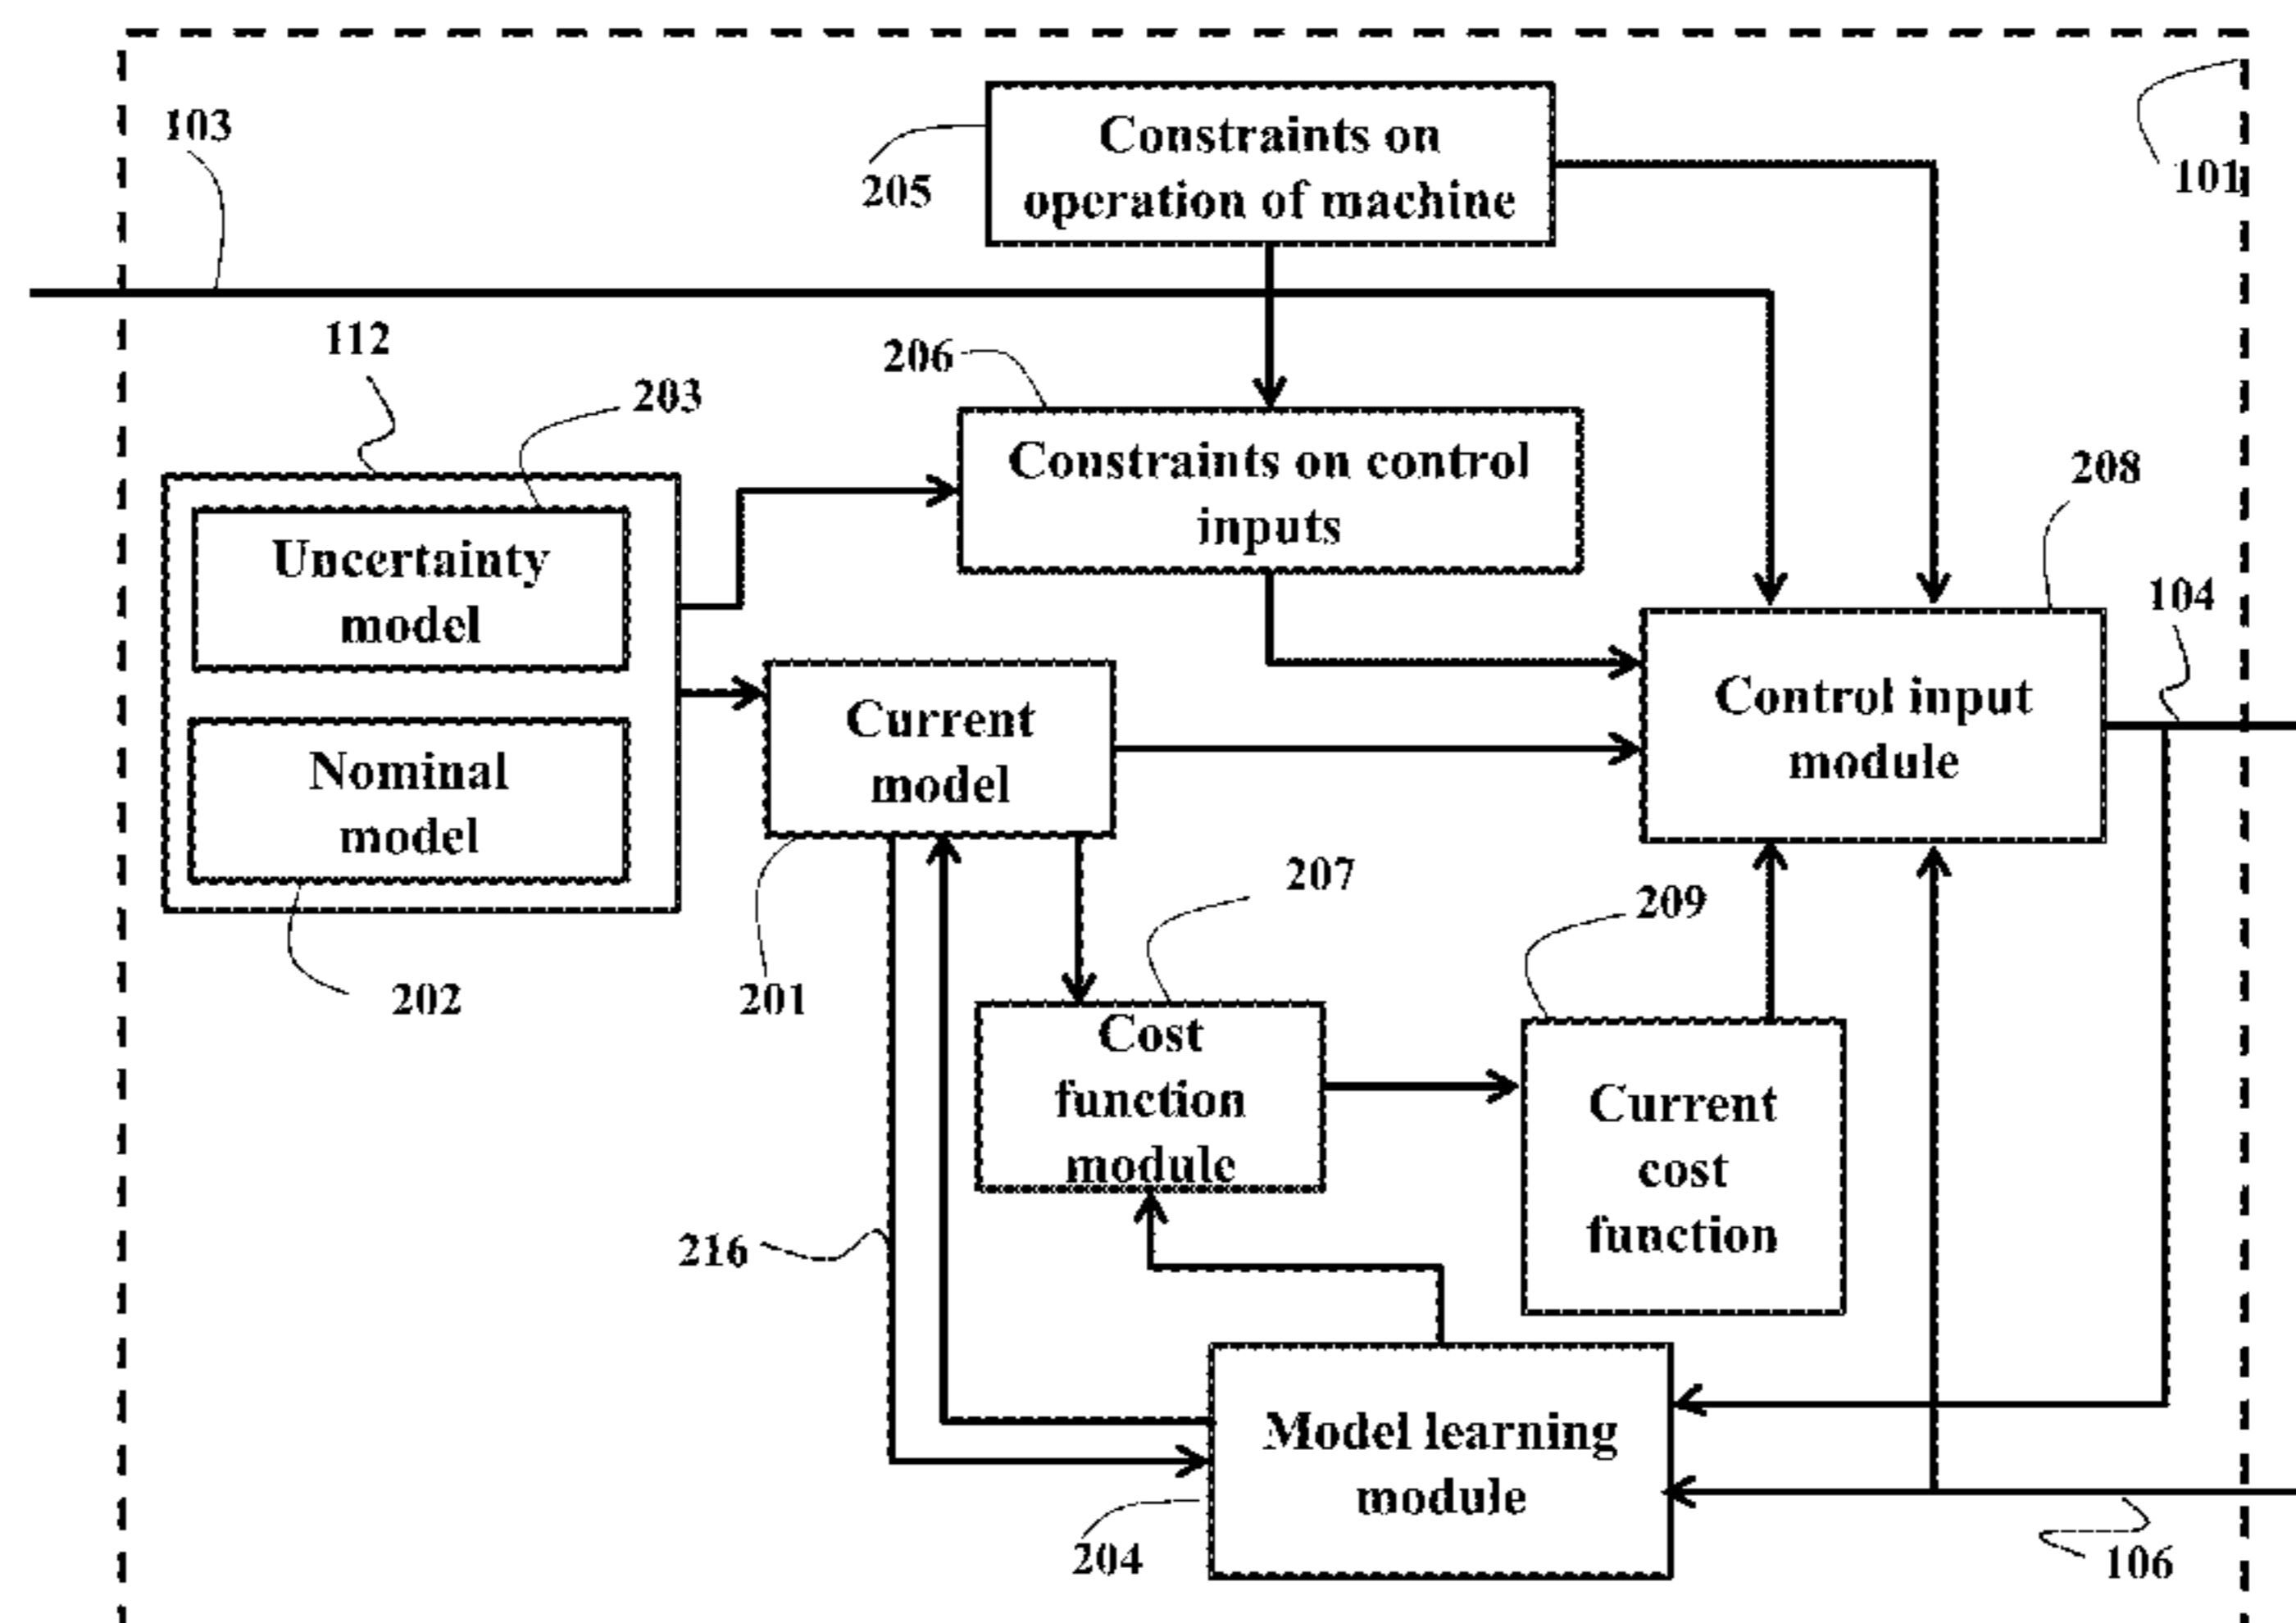 103
101
Constraints on
operation of machine
205
112
203
206
Constraints on control
inputs
208
104
Uncertainty
model
Nominal
model
202
Current
model
201
Control input
module
207
209
Cost
function
module
Current
cost
function
216
Model learning
module
204
106